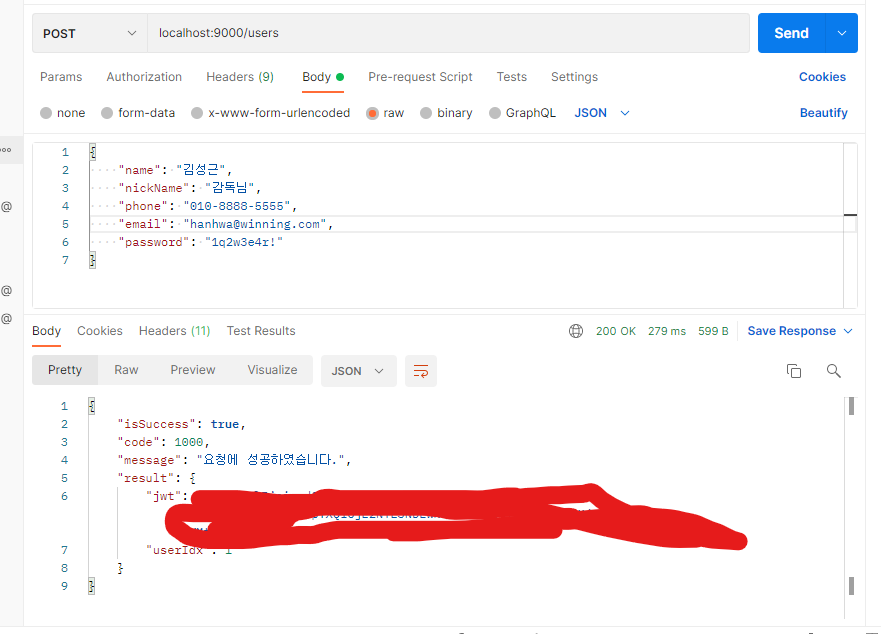 POST localhost:9000/users Send
Params Authorization Headers (9) Body Pre-request Script Tests Settings Cookies
none form-data x-www-form-urlencoded raw binary GraphQL JSON Beautify
1 {
2 "name": "김성근",
3 "nickName": "감독님",
4 "phone": "010-8888-5555",
5 "email": "hanhwa@winning.com",
6 "password": "1q2w3e4r!"
7 }
@
@
@
Body Cookies Headers (11) Test Results 200 OK 279 ms 599 B Save Response
Pretty Raw Preview Visualize JSON
1 {
2 "isSuccess": true,
3 "code": 1000,
4 "message": "요청에 성공하였습니다.",
5 "result": {
6 "jwt":
7 "userIdx": 1
8 }
9 }